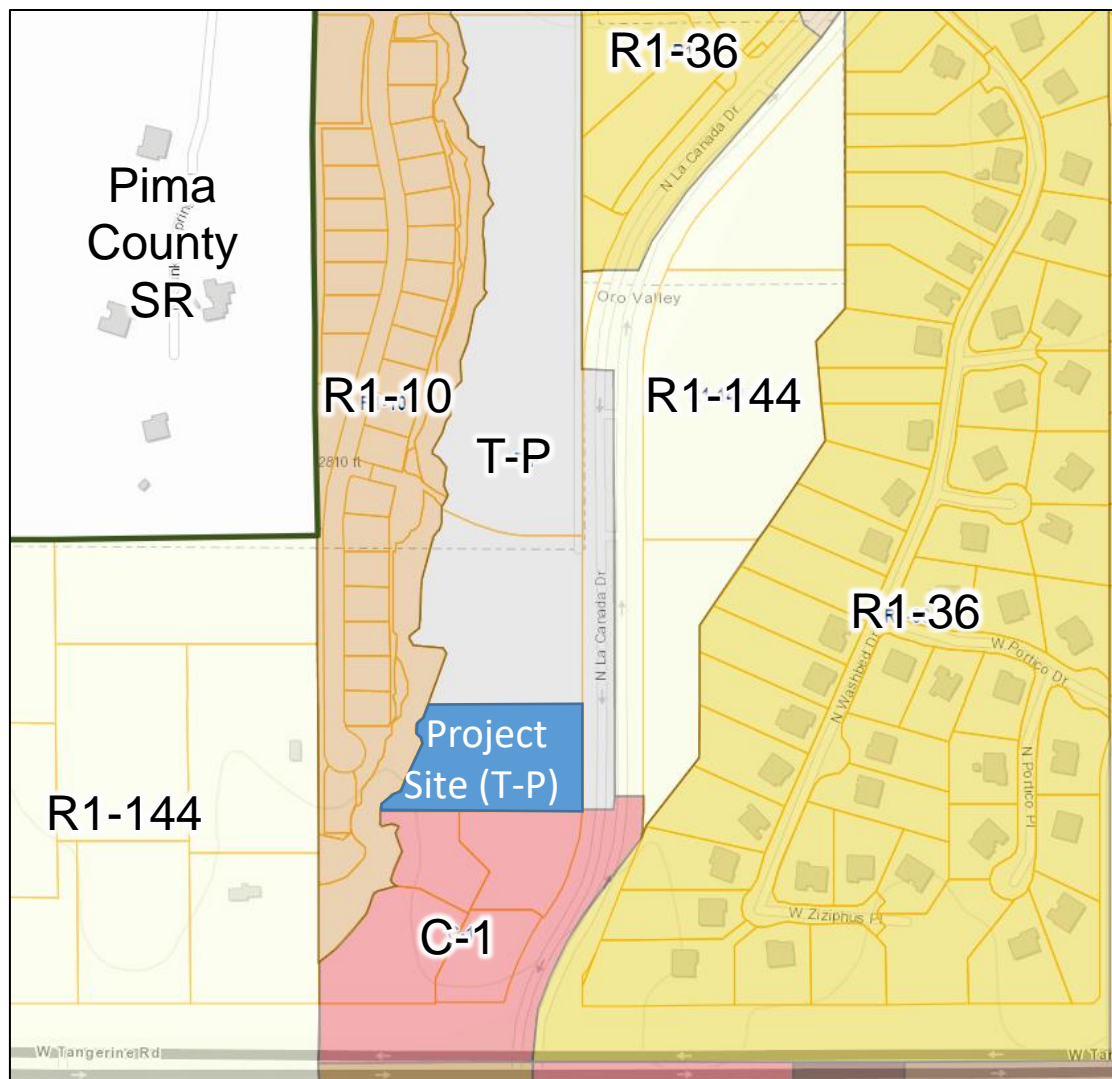 R1-36
N La Canada Dr
Pima
County
SR
Oro Valley
R1-10
R1-144
T-P
2810 ft
N La Canada Dr
R1-36
W Portico Dr
N Washbed Dr
Project
Site (T-P)
N Portico Pl
R1-144
W Ziziphus Pl
C-1
W Tangerine Rd
W Tan